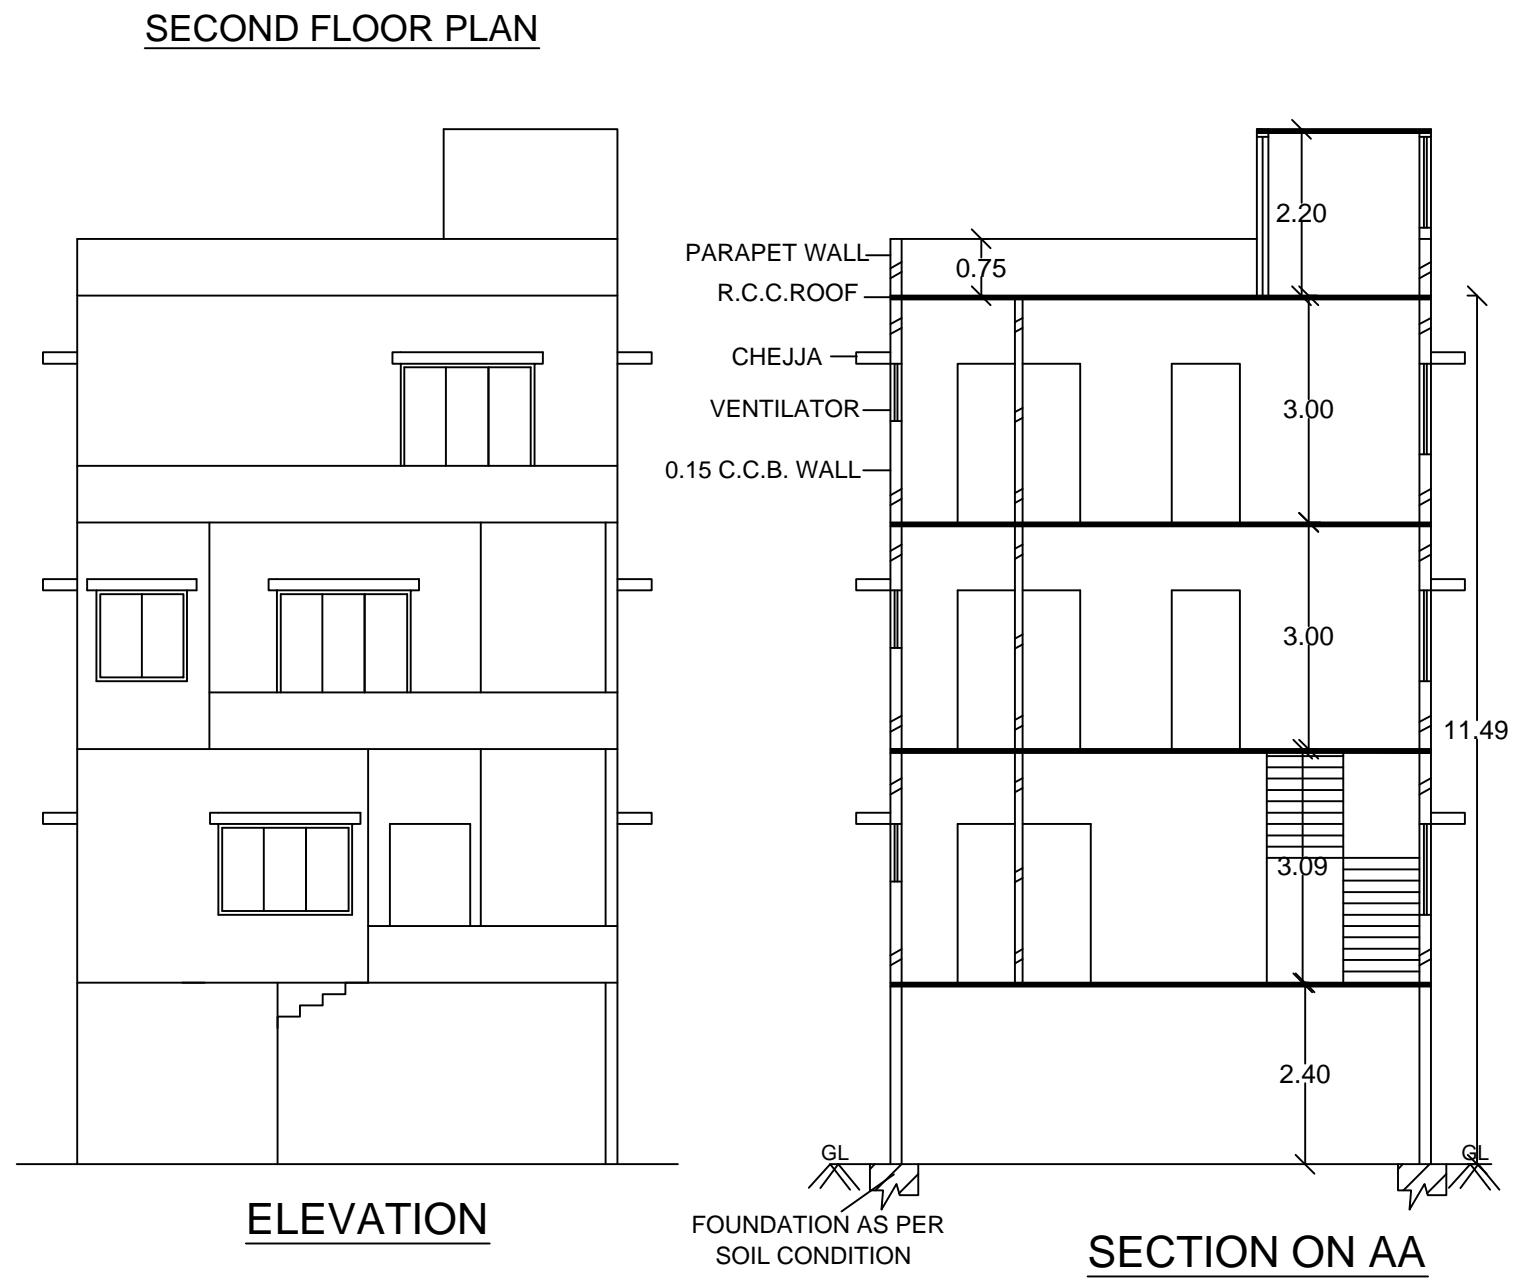 SECOND FLOOR PLAN
2.20
PARAPET WALL
0.75
R.C.C.ROOF
CHEJJA
VENTILATOR
3.00
0.15 C.C.B. WALL
3.00
11.49
3.09
2.40
GL
GL
ELEVATION
FOUNDATION AS PER
SOIL CONDITION
SECTION ON AA